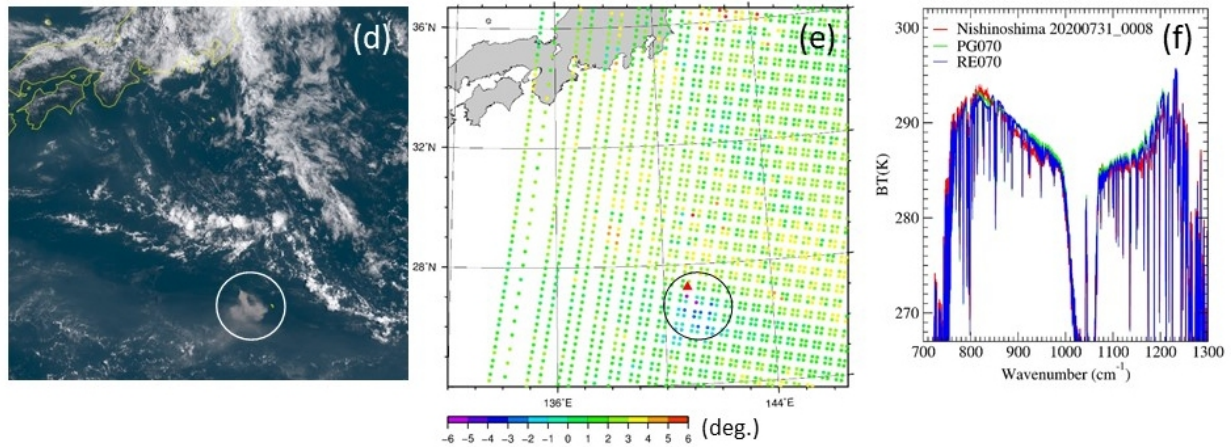 (d)
36°N
32°N
28°N
136°E
144°E
(e)
-6 -5 -4 -3 -2 -1 0 1 2 3 4 5 6
(deg.)
(f)
Nishinoshima 20200731_0008
PG070
RE070
BT(K)
300
290
280
270
700 800 900 1000 1100 1200 1300
Wavenumber (cm⁻¹)